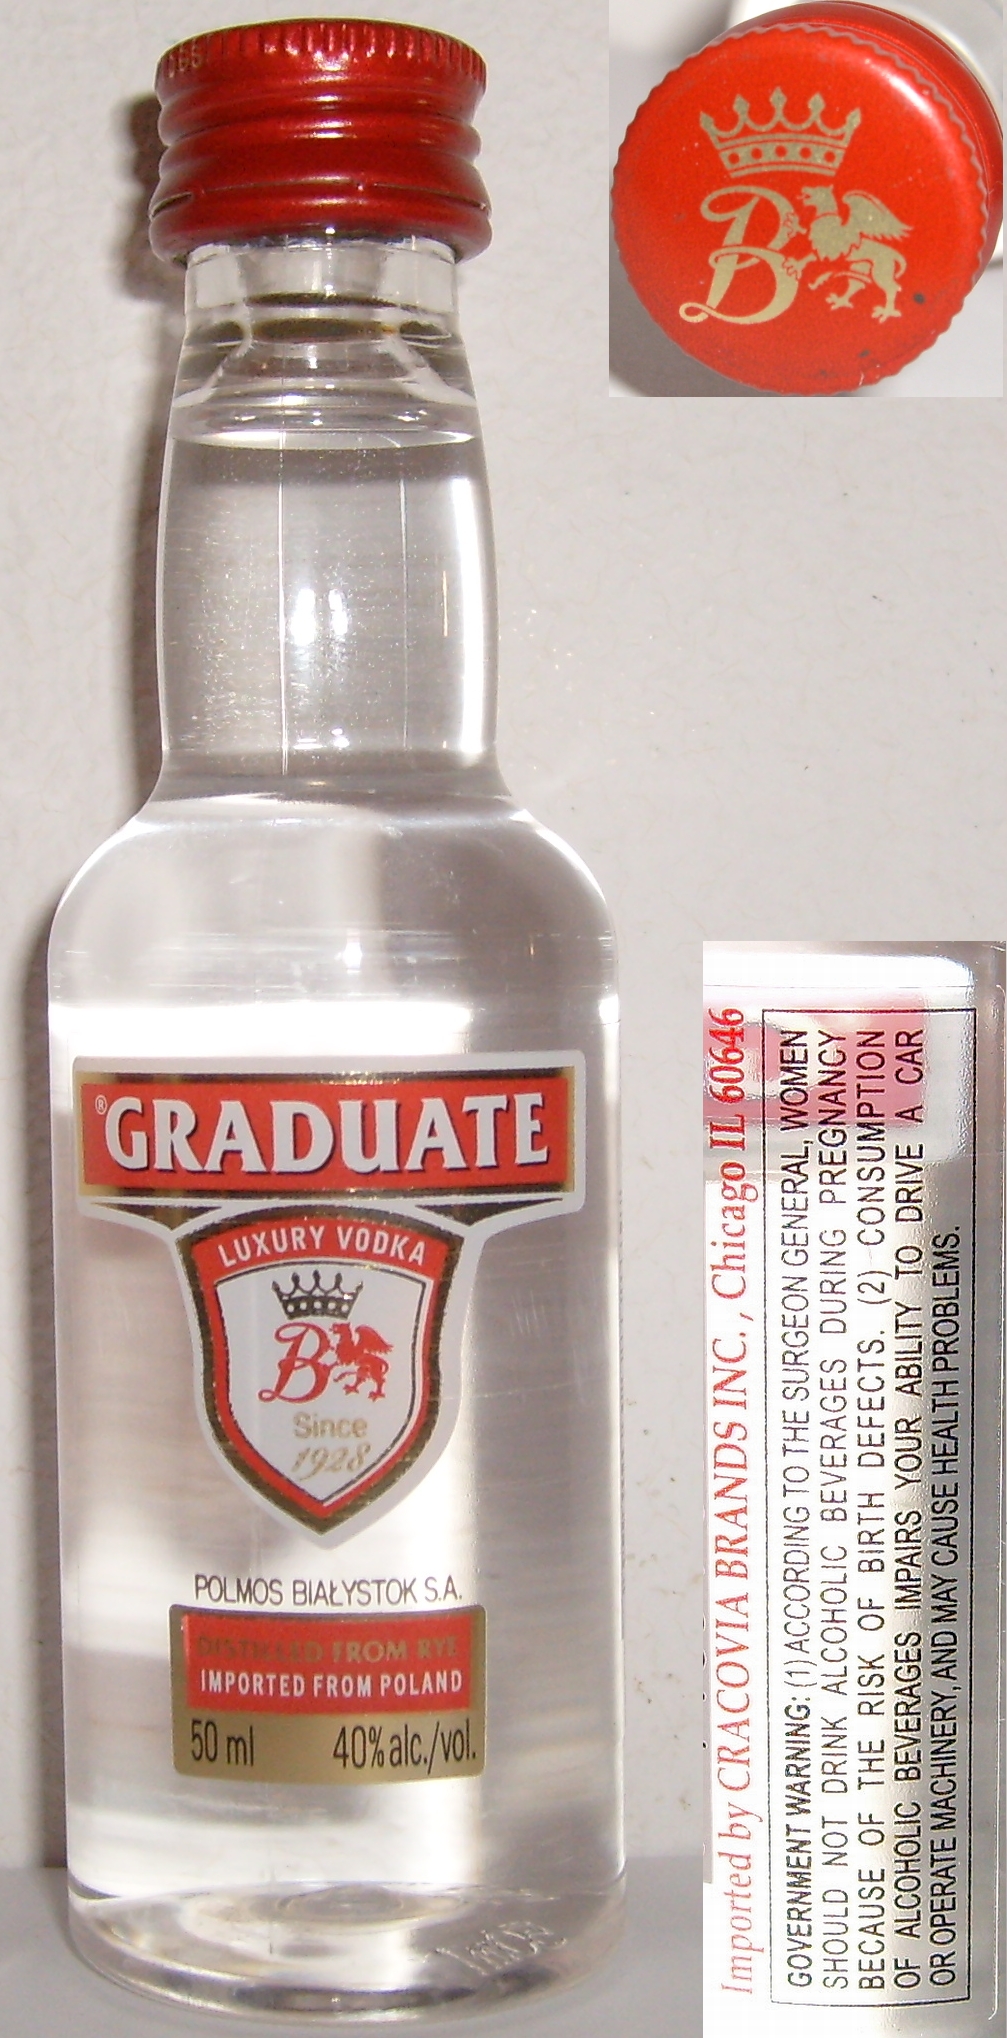 ®GRADUATE
LUXURY VODKA
B
Since
1928
POLMOS BIAŁYSTOK S.A.
DISTILLED FROM RYE
IMPORTED FROM POLAND
50 ml 40%alc./vol.
50ml
B
Imported by CRACOVIA BRANDS INC., Chicago IL 60646
GOVERNMENT WARNING: (1) ACCORDING TO THE SURGEON GENERAL, WOMEN
SHOULD NOT DRINK ALCOHOLIC BEVERAGES DURING PREGNANCY
BECAUSE OF THE RISK OF BIRTH DEFECTS. (2) CONSUMPTION
OF ALCOHOLIC BEVERAGES IMPAIRS YOUR ABILITY TO DRIVE A CAR
OR OPERATE MACHINERY, AND MAY CAUSE HEALTH PROBLEMS.